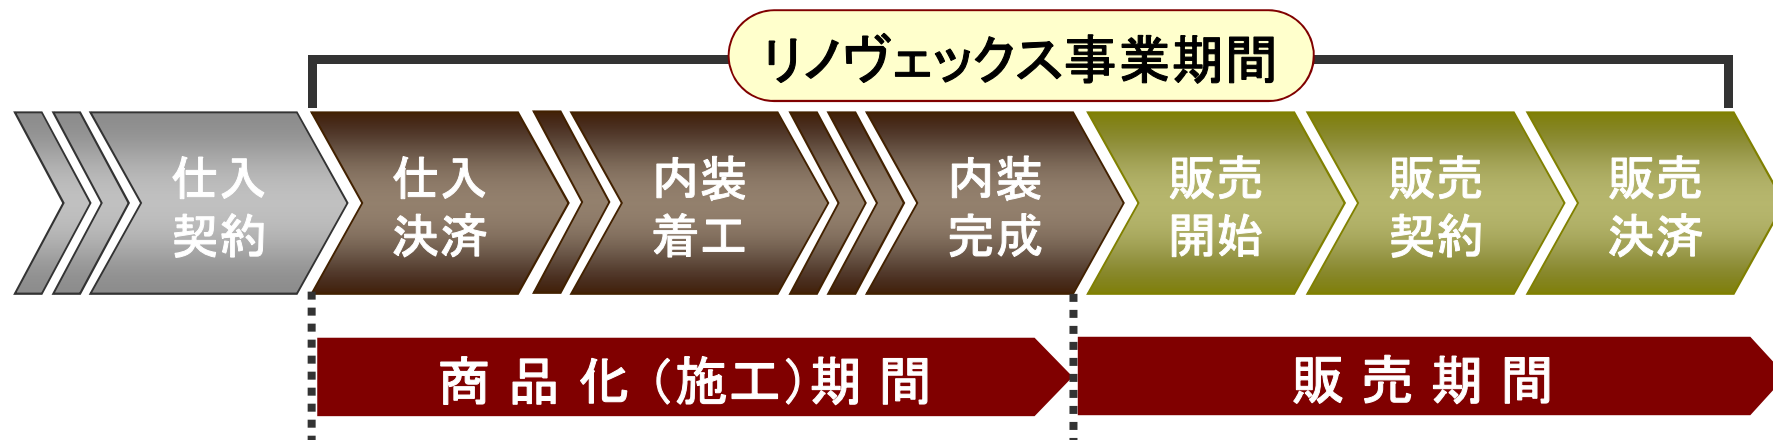 リノヴェックス事業期間
仕入
契約
仕入
決済
内装
着工
内装
完成
販売
開始
販売
契約
販売
決済
商品化（施工）期間
販売期間